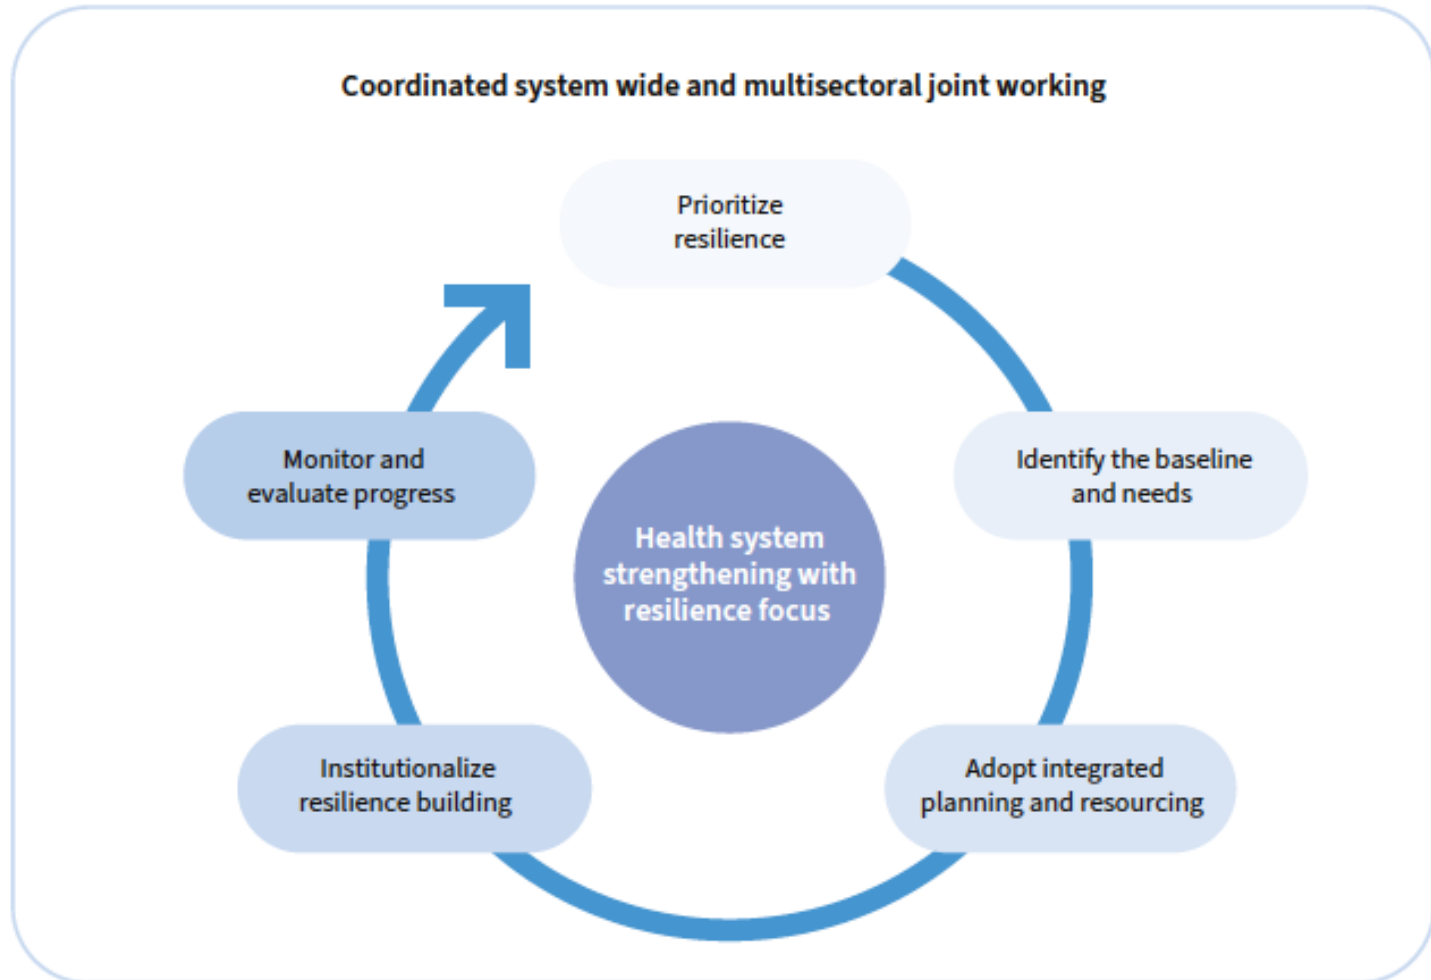 Coordinated system wide and multisectoral joint working
Prioritize
resilience
Identify the baseline
and needs
Adopt integrated
planning and resourcing
Institutionalize
resilience building
Monitor and
evaluate progress
Health system
strengthening with
resilience focus